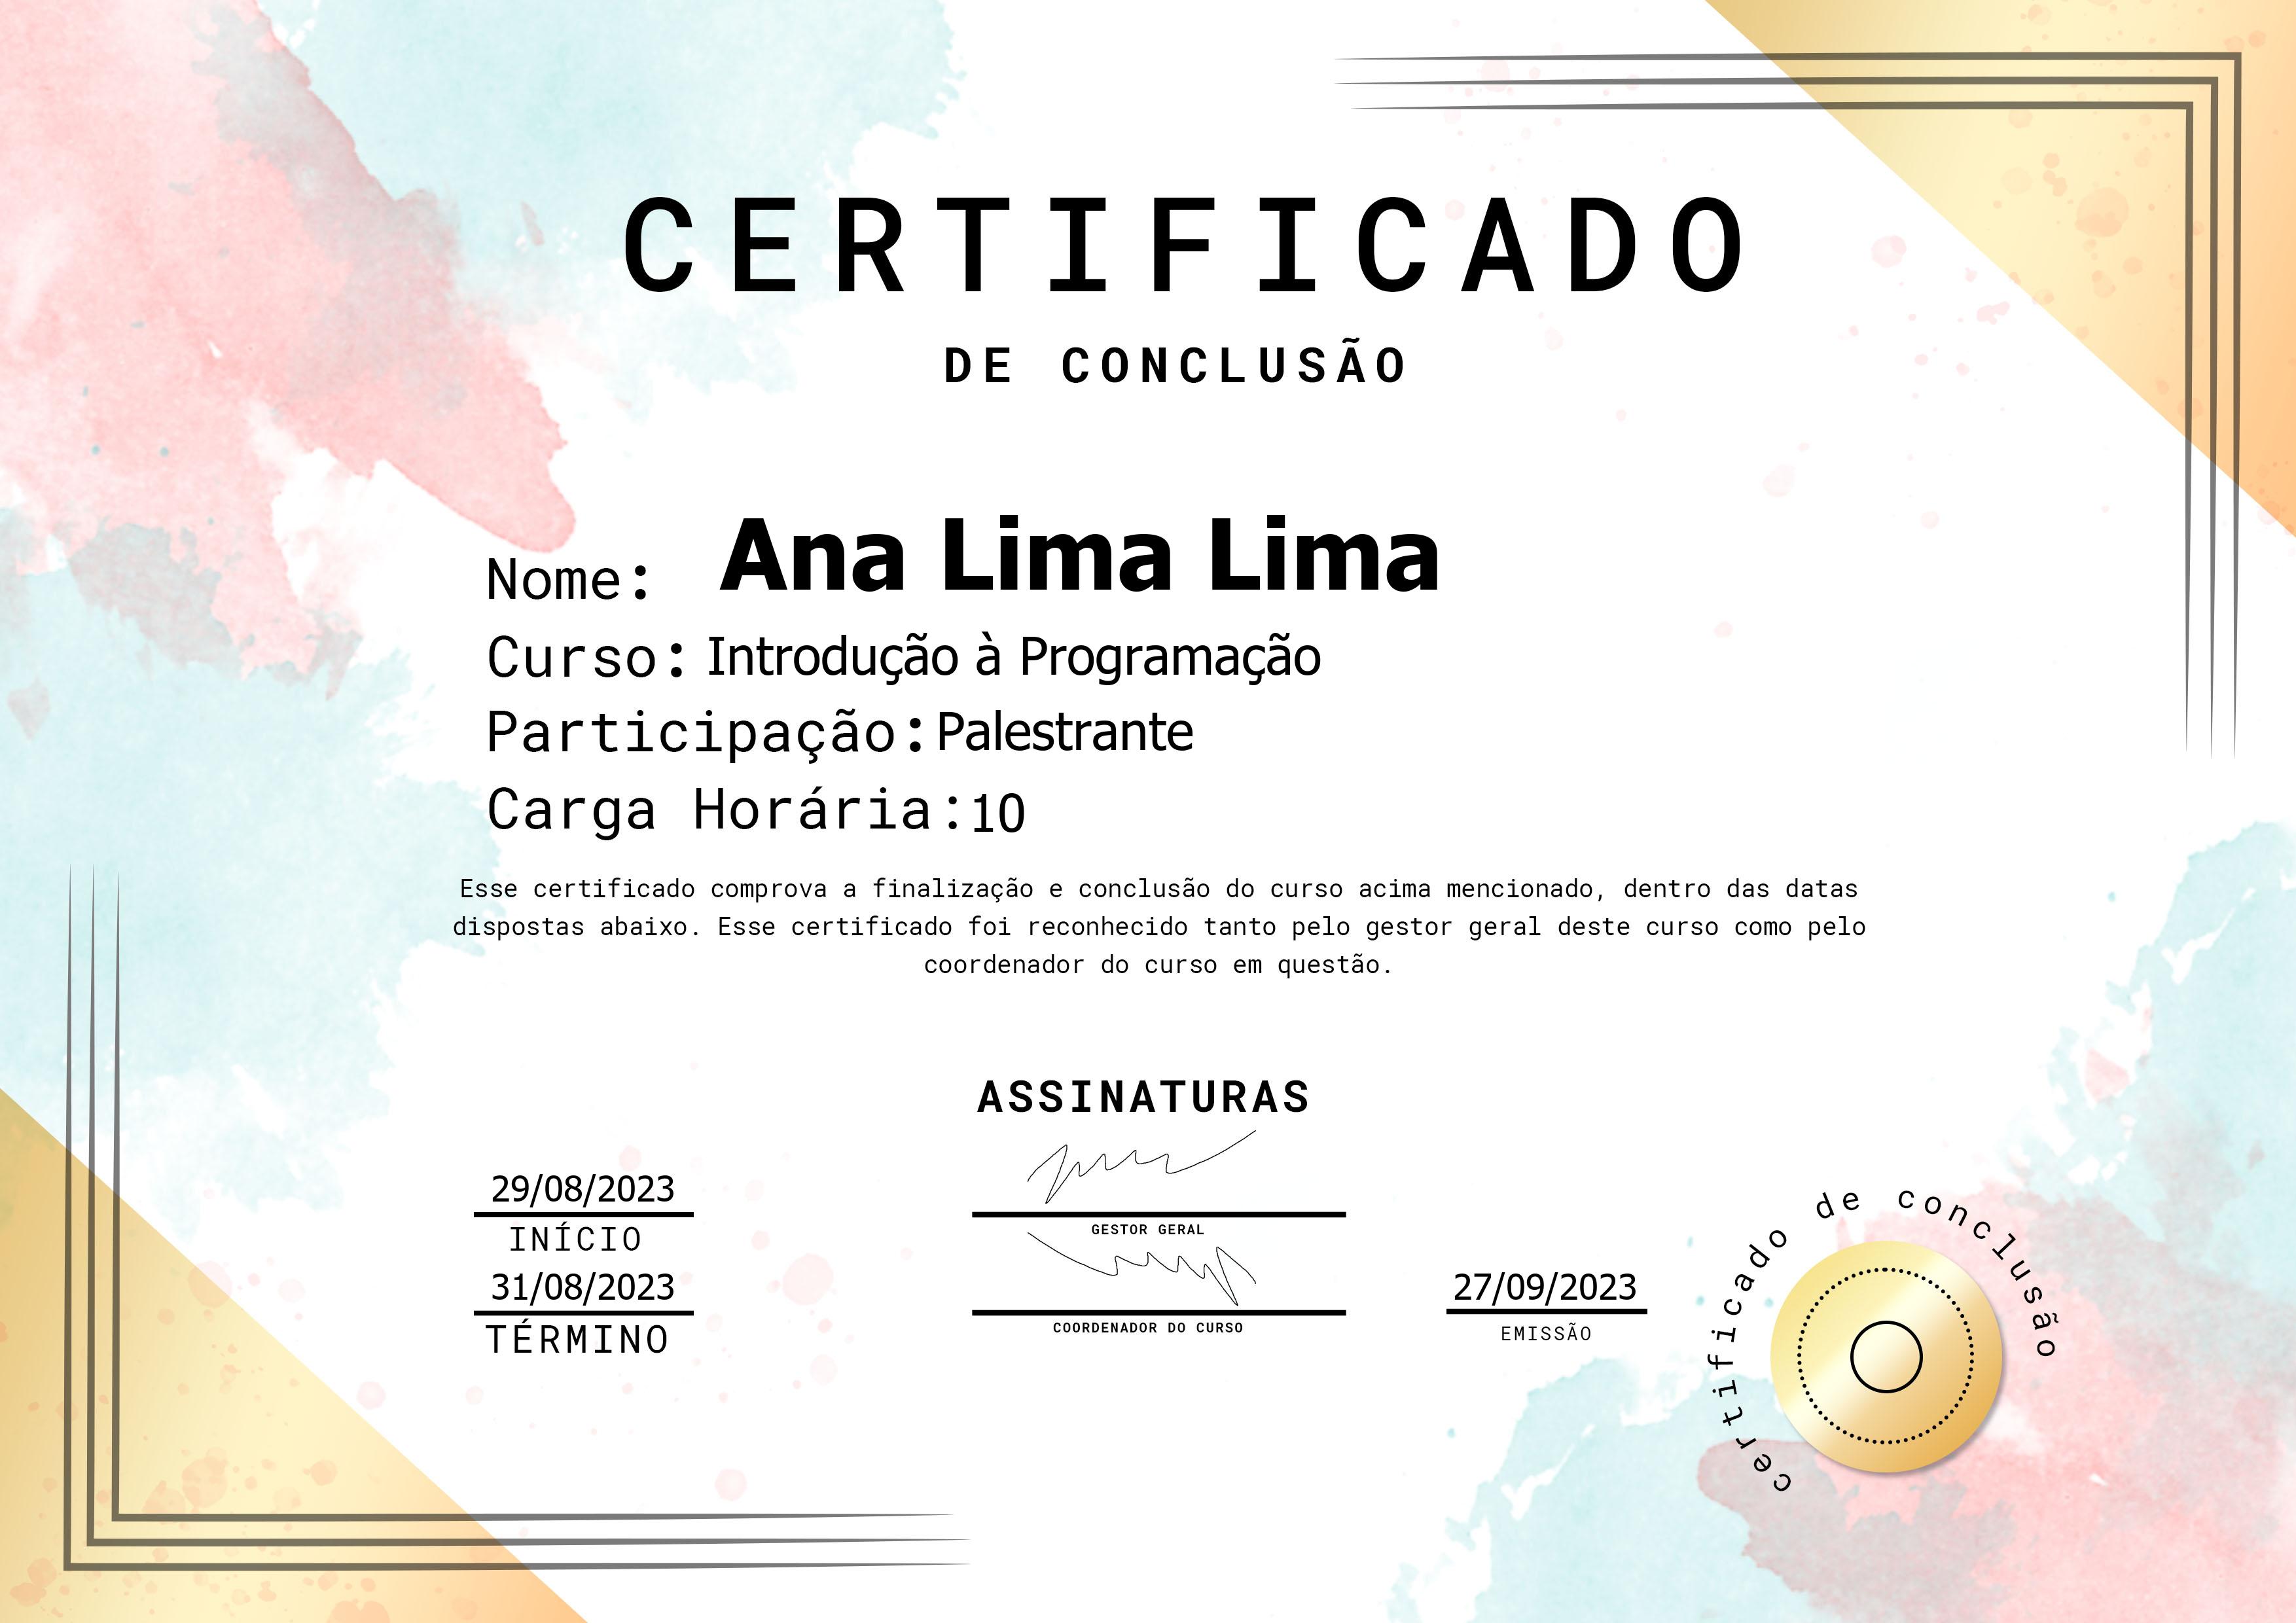 CERTIFICADO
DE CONCLUSÃO
Nome: Ana Lima Lima
Curso: Introdução à Programação
Participação: Palestrante
Carga Horária: 10
Esse certificado comprova a finalização e conclusão do curso acima mencionado, dentro das datas
dispostas abaixo. Esse certificado foi reconhecido tanto pelo gestor geral deste curso como pelo
coordenador do curso em questão.
ASSINATURAS
29/08/2023
INÍCIO
31/08/2023
TÉRMINO
GESTOR GERAL
COORDENADOR DO CURSO
27/09/2023
EMISSÃO
certificado de conclusão